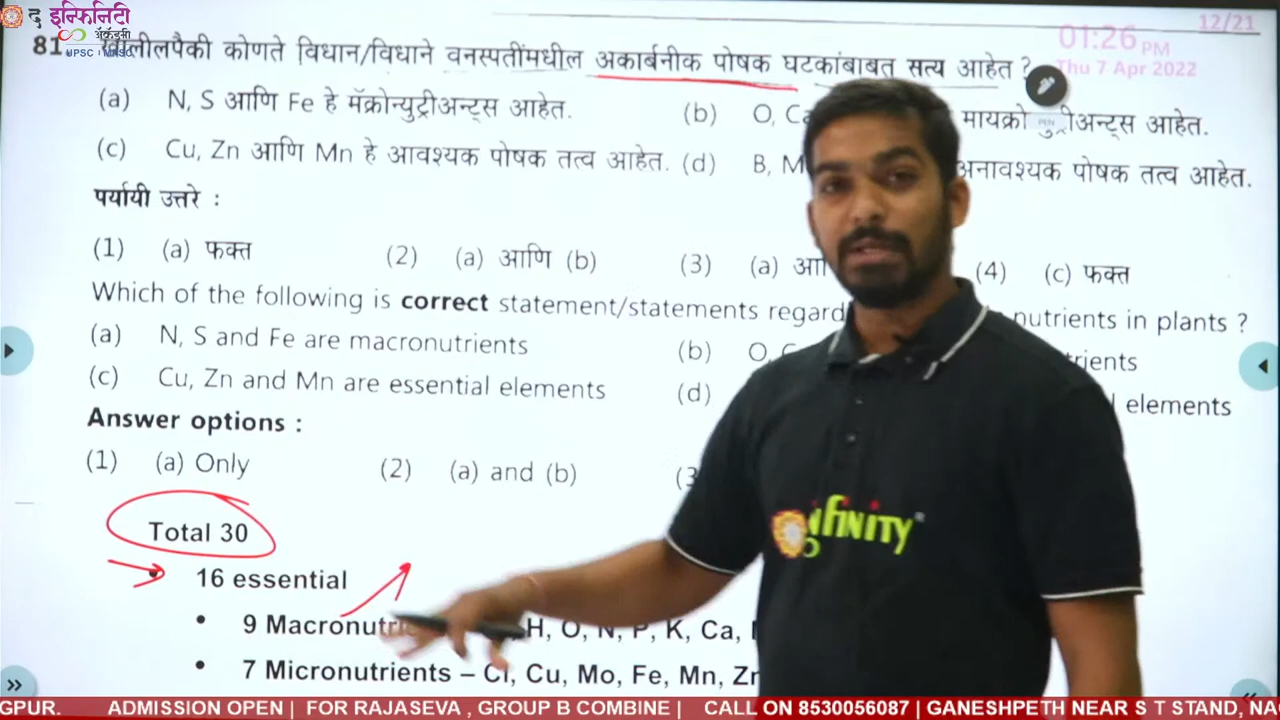 द इन्फिनिटी
ॲकॅडमी
UPSC | MPSC
12/21
01:26 PM
Thu 7 Apr 2022
81. खालीलपैकी कोणते विधान/विधाने वनस्पतींमधील अकार्बनीक पोषक घटकांबाबत सत्य आहेत ?
(a) N, S आणि Fe हे मॅक्रोन्युट्रीअन्ट्स आहेत. (b) O, Ca मायक्रो
आहेत.
(c) Cu, Zn आणि Mn हे आवश्यक पोषक तत्व आहेत. (d) B, M अनावश्यक पोषक तत्व आहेत.
पर्यायी उत्तरे :
(1) (a) फक्त (2) (a) आणि (b) (3) (a) (4) (c) फक्त
Which of the following is correct statement/statements regard nutrients in plants ?
(a) N, S and Fe are macronutrients (b) O,
(c) Cu, Zn and Mn are essential elements (d) elements
Answer options :
(1) (a) Only (2) (a) and (b) (3
Total 30
16 essential
• 9 Macronutri H, O, N, P, K, Ca,
• 7 Micronutrients – Cl, Cu, Mo, Fe, Mn, Zn
iNFINITY
GPUR. ADMISSION OPEN | FOR RAJASEVA , GROUP B COMBINE | CALL ON 8530056087 | GANESHPETH NEAR S T STAND, NA